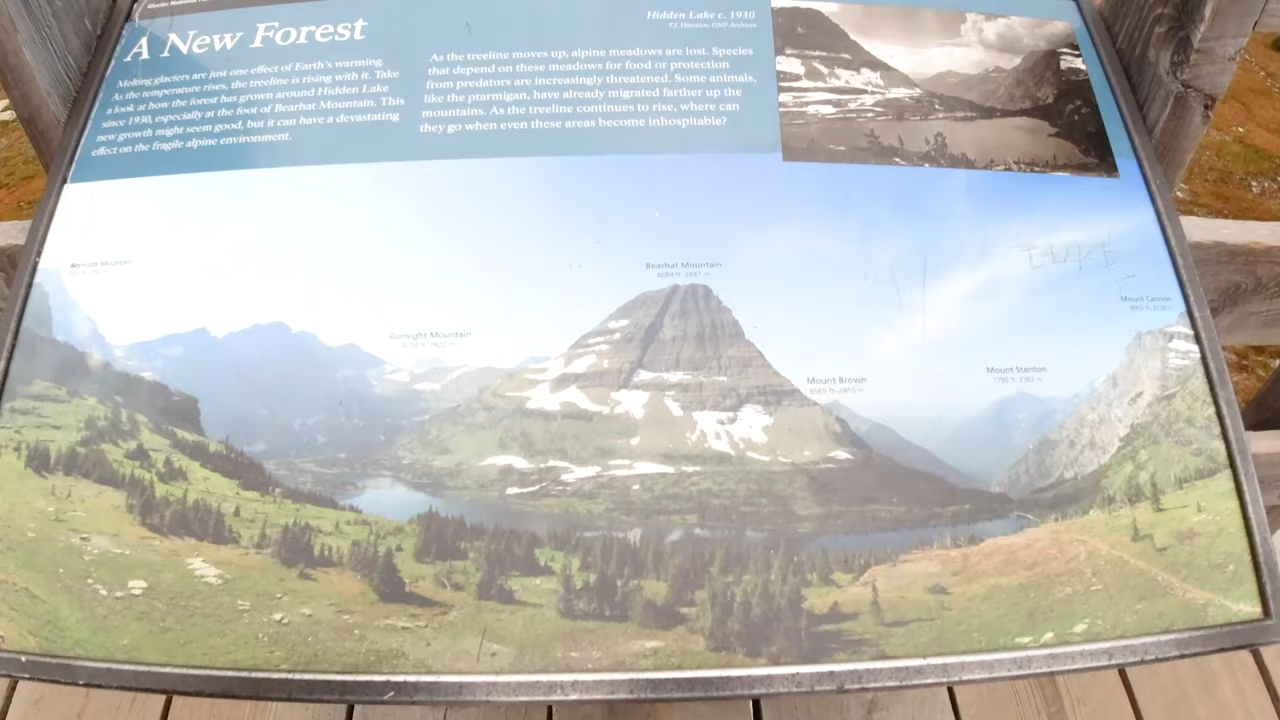 A New Forest
Melting glaciers are just one effect of Earth's warming.
As the temperature rises, the treeline is rising with it. Take
a look at how the forest has grown around Hidden Lake
since 1930, especially at the foot of Bearhat Mountain. This
new growth might seem good, but it can have a devastating
effect on the fragile alpine environment.
As the treeline moves up, alpine meadows are lost. Species
that depend on these meadows for food or protection
from predators are increasingly threatened. Some animals,
like the ptarmigan, have already migrated farther up the
mountains. As the treeline continues to rise, where can
they go when even these areas become inhospitable?
Hidden Lake c. 1930
GNP Archives
Reynolds Mountain
Gunsight Mountain
Bearhat Mountain
Mount Brown
Mount Stanton
Mount Cannon